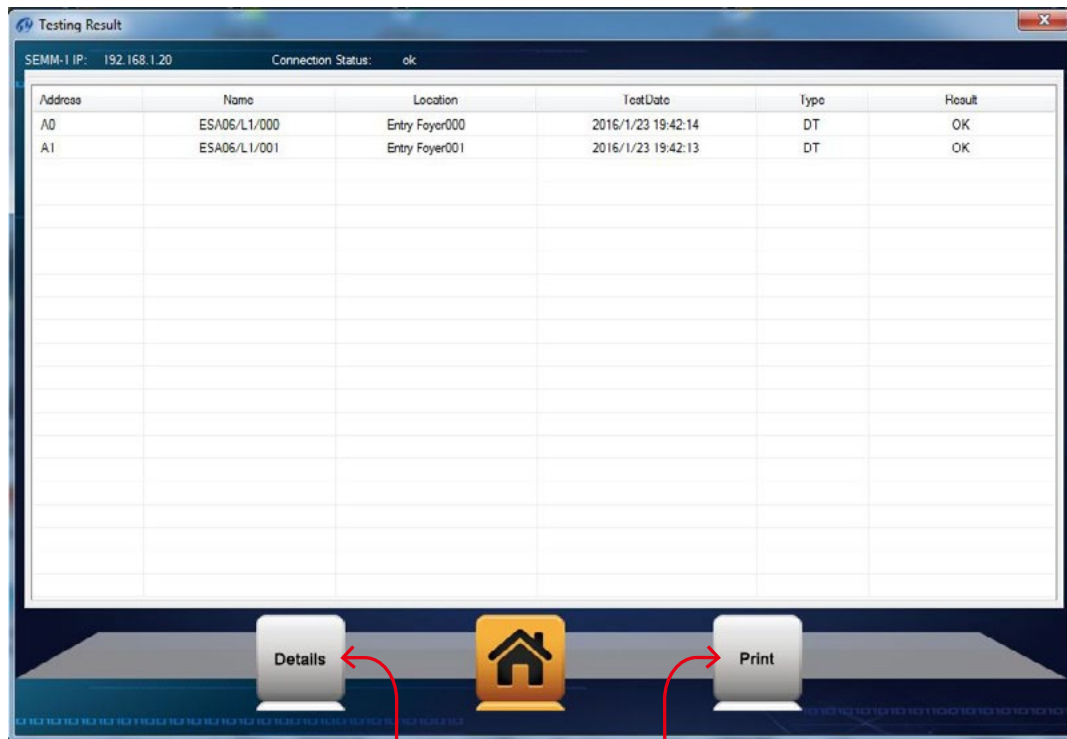 Testing Result
SEMM-1 IP: 192.168.1.20 Connection Status: ok
Address Name Location TestDate Type Result
A0 ESA06/L1/000 Entry Foyer000 2016/1/23 19:42:14 DT OK
A1 ESA06/L1/001 Entry Foyer001 2016/1/23 19:42:13 DT OK
Details Print